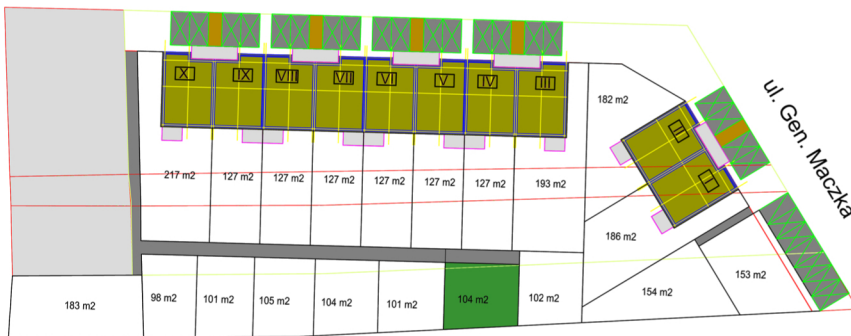 X IX VIII VII VI V IV III
182 m2
II
I
ul. Gen. Maczka
217 m2 127 m2 127 m2 127 m2 127 m2 127 m2 127 m2 193 m2
186 m2
183 m2 98 m2 101 m2 105 m2 104 m2 101 m2 104 m2 102 m2 154 m2 153 m2